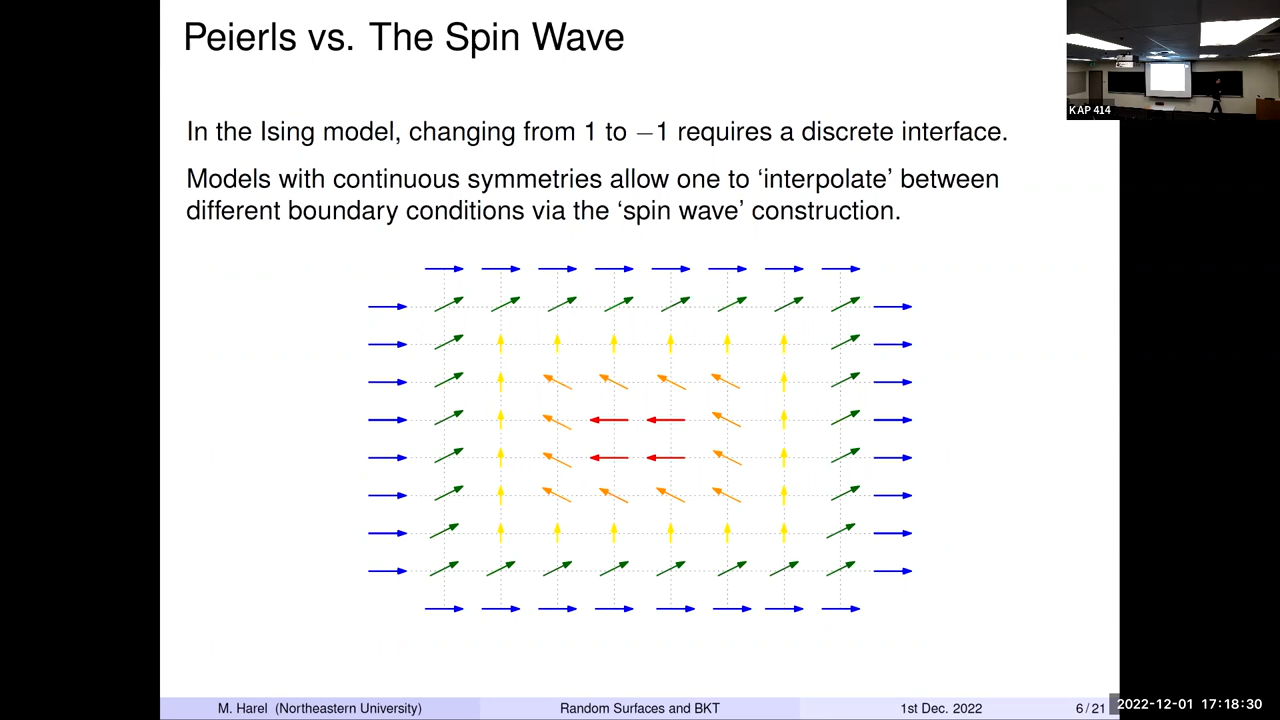 Peierls vs. The Spin Wave
KAP 414
In the Ising model, changing from 1 to −1 requires a discrete interface.
Models with continuous symmetries allow one to ‘interpolate’ between
different boundary conditions via the ‘spin wave’ construction.
M. Harel (Northeastern University)
Random Surfaces and BKT
1st Dec. 2022
6 / 21
2022-12-01 17:18:30